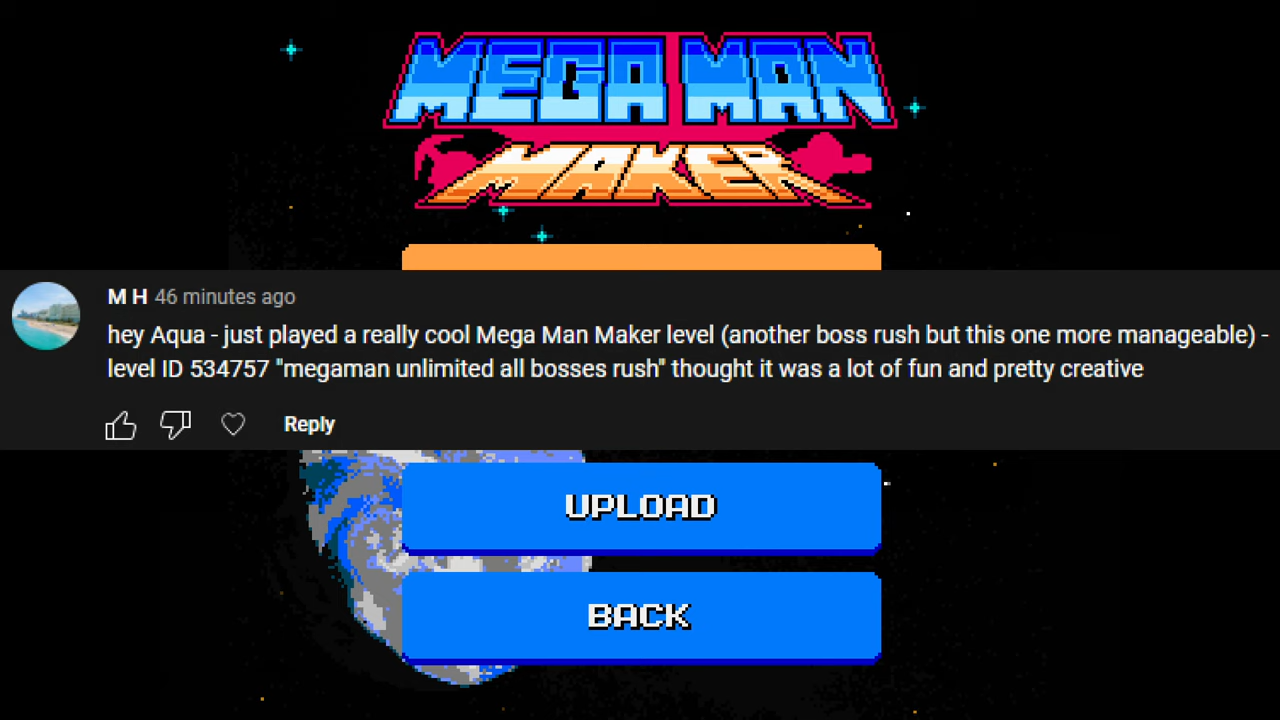 MEGA MAN
MAKER
M H 46 minutes ago
hey Aqua - just played a really cool Mega Man Maker level (another boss rush but this one more manageable) -
level ID 534757 "megaman unlimited all bosses rush" thought it was a lot of fun and pretty creative
Reply
UPLOAD
BACK